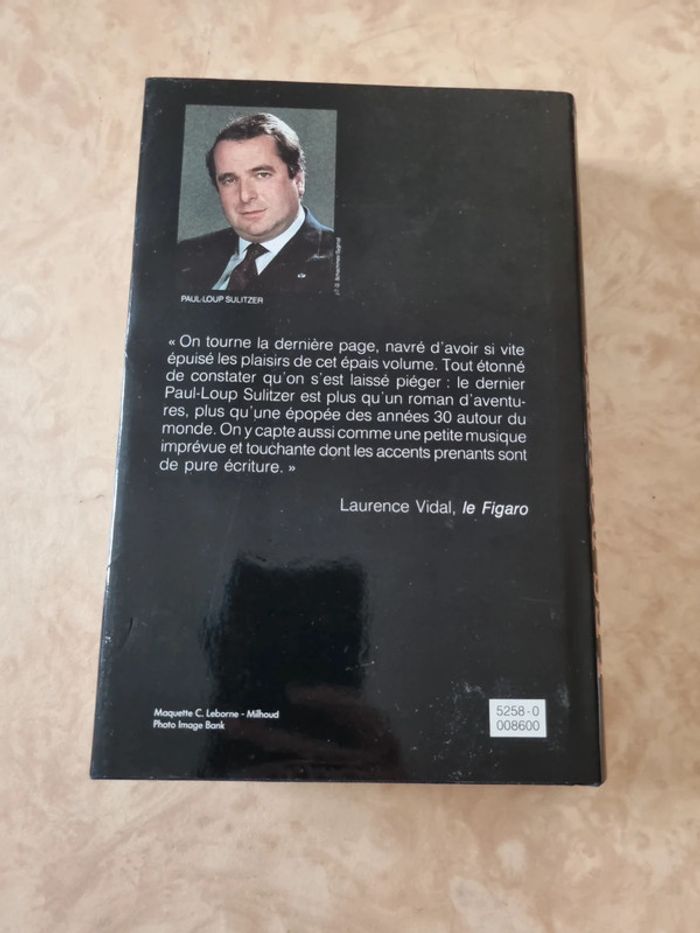 PAUL-LOUP SULITZER
« On tourne la dernière page, navré d'avoir si vite
épuisé les plaisirs de cet épais volume. Tout étonné
de constater qu'on s'est laissé piéger : le dernier
Paul-Loup Sulitzer est plus qu'un roman d'aventu-
res, plus qu'une épopée des années 30 autour du
monde. On y capte aussi comme une petite musique
imprévue et touchante dont les accents prenants sont
de pure écriture. »
Laurence Vidal, le Figaro
Maquette C. Leborne - Milhoud
Photo Image Bank
5258-0
008600